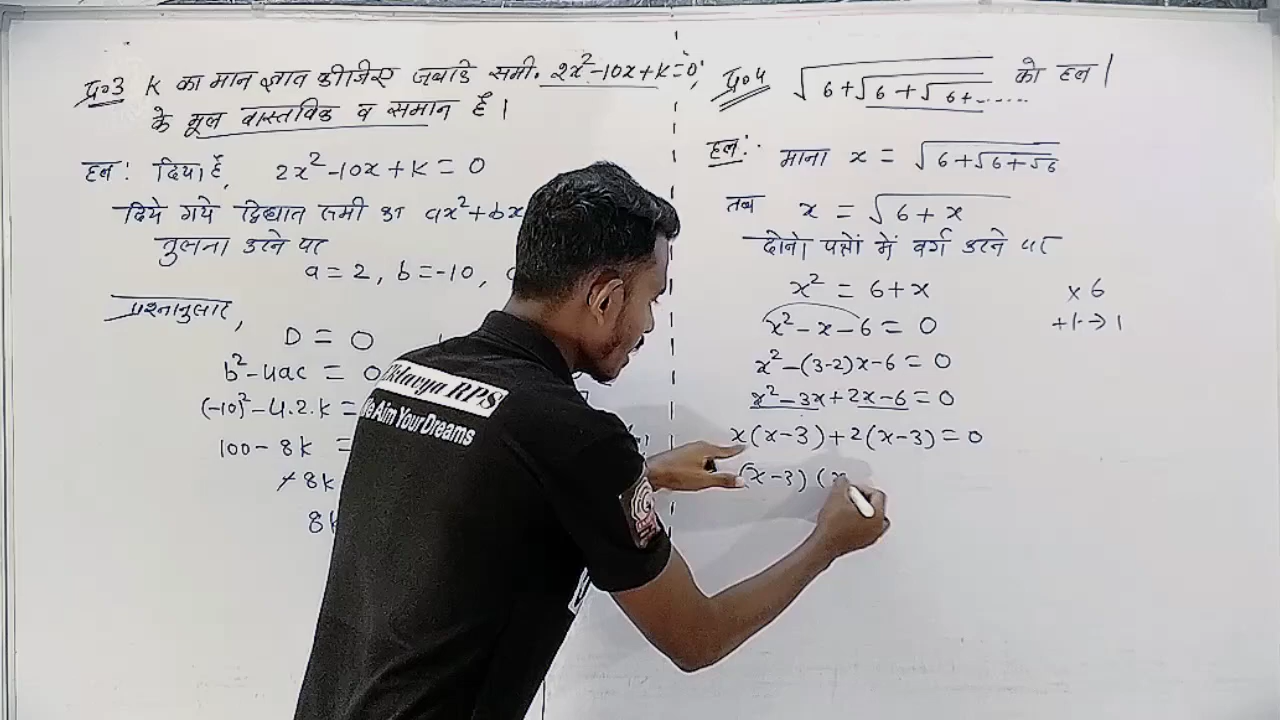 प्र०3 K का मान ज्ञात कीजिए जबकि समी. 2x²-10x+k=0,
के मूल वास्तविक व समान हैं।
हल: दिया है, 2x²-10x+k = 0
दिये गये द्विघात समी का ax²+bx
तुलना करने पर
a = 2, b = -10,
प्रश्नानुसार,
D = 0
b²-4ac = 0
(-10)²-4.2.k =
100-8k =
-8k
8k
प्र०4 √6+√6+√6+...... को हल।
हल: माना x = √6+√6+√6
तब x = √6+x
दोनो पक्षों में वर्ग करने पर
x² = 6+x
x²-x-6 = 0
x²-(3-2)x-6 = 0
x²-3x+2x-6 = 0
x(x-3)+2(x-3) = 0
(x-3) (x
x 6
+/-→ 1
Eklavya RPS
We Aim Your Dreams